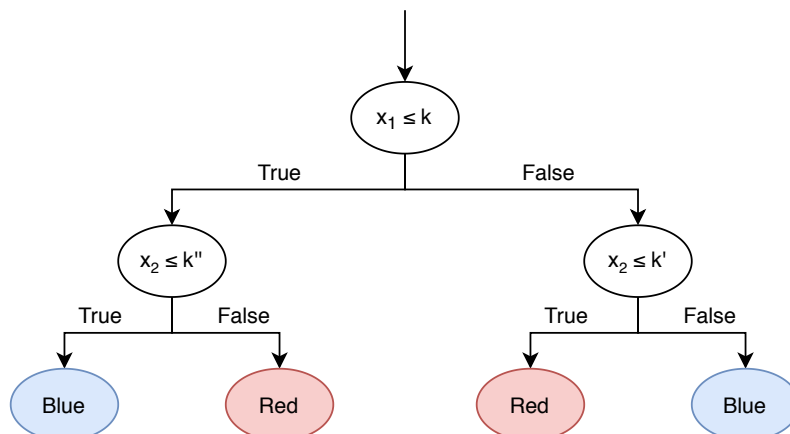 x₁ ≤ k
True
False
x₂ ≤ k"
x₂ ≤ k'
True
False
True
False
Blue
Red
Red
Blue